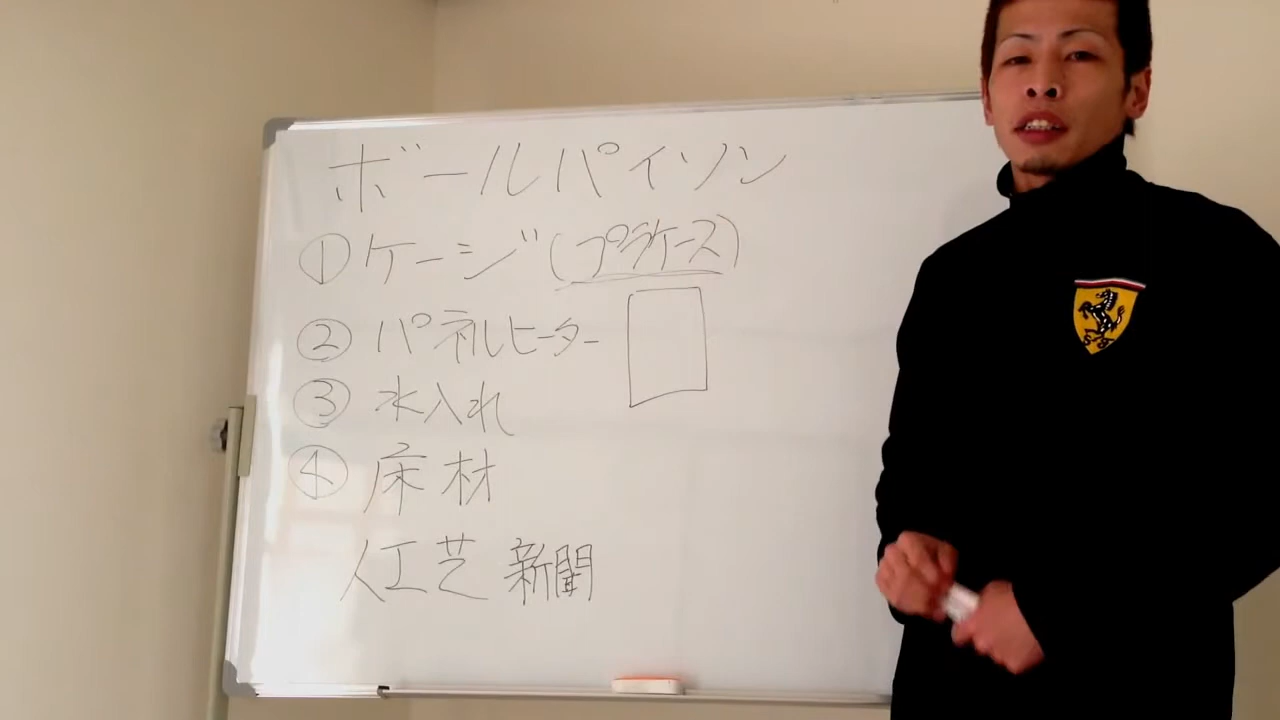 ボールパイソン
① ケージ (プラケース)
② パネルヒーター
③ 水入れ
④ 床材
人工芝 新聞
S F